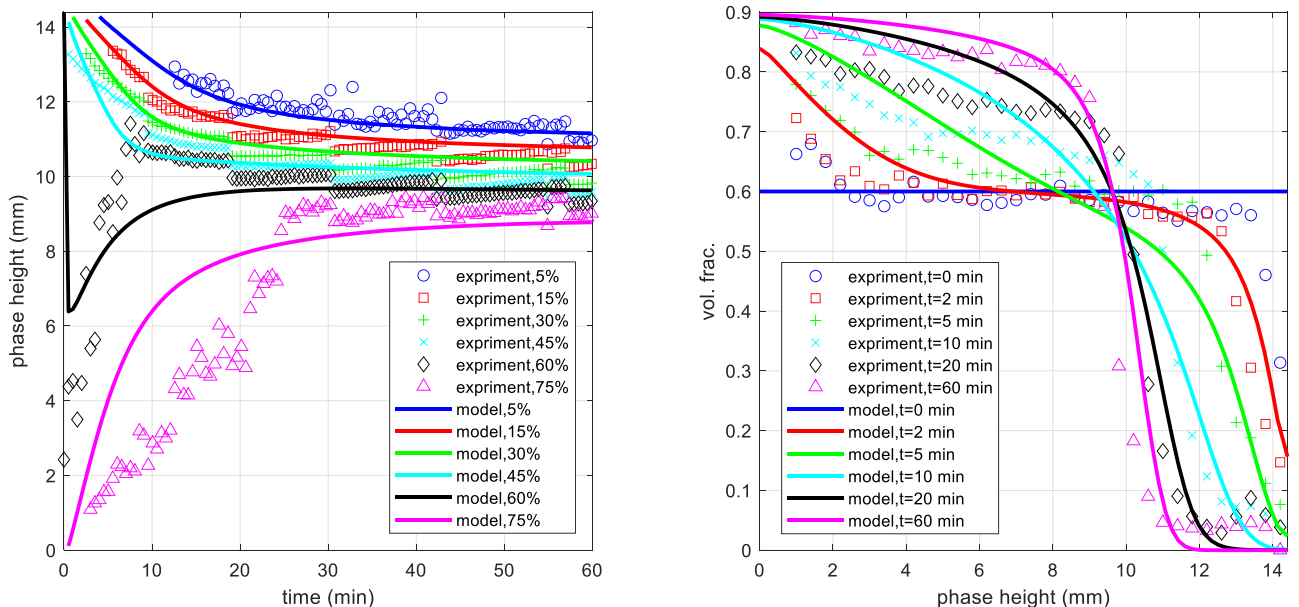 14
12
10
8
6
4
2
0
phase height (mm)
0
10
20
30
40
50
60
time (min)
expriment,5%
expriment,15%
expriment,30%
expriment,45%
expriment,60%
expriment,75%
model,5%
model,15%
model,30%
model,45%
model,60%
model,75%
0.9
0.8
0.7
0.6
0.5
0.4
0.3
0.2
0.1
0
vol. frac.
0
2
4
6
8
10
12
14
phase height (mm)
expriment,t=0 min
expriment,t=2 min
expriment,t=5 min
expriment,t=10 min
expriment,t=20 min
expriment,t=60 min
model,t=0 min
model,t=2 min
model,t=5 min
model,t=10 min
model,t=20 min
model,t=60 min